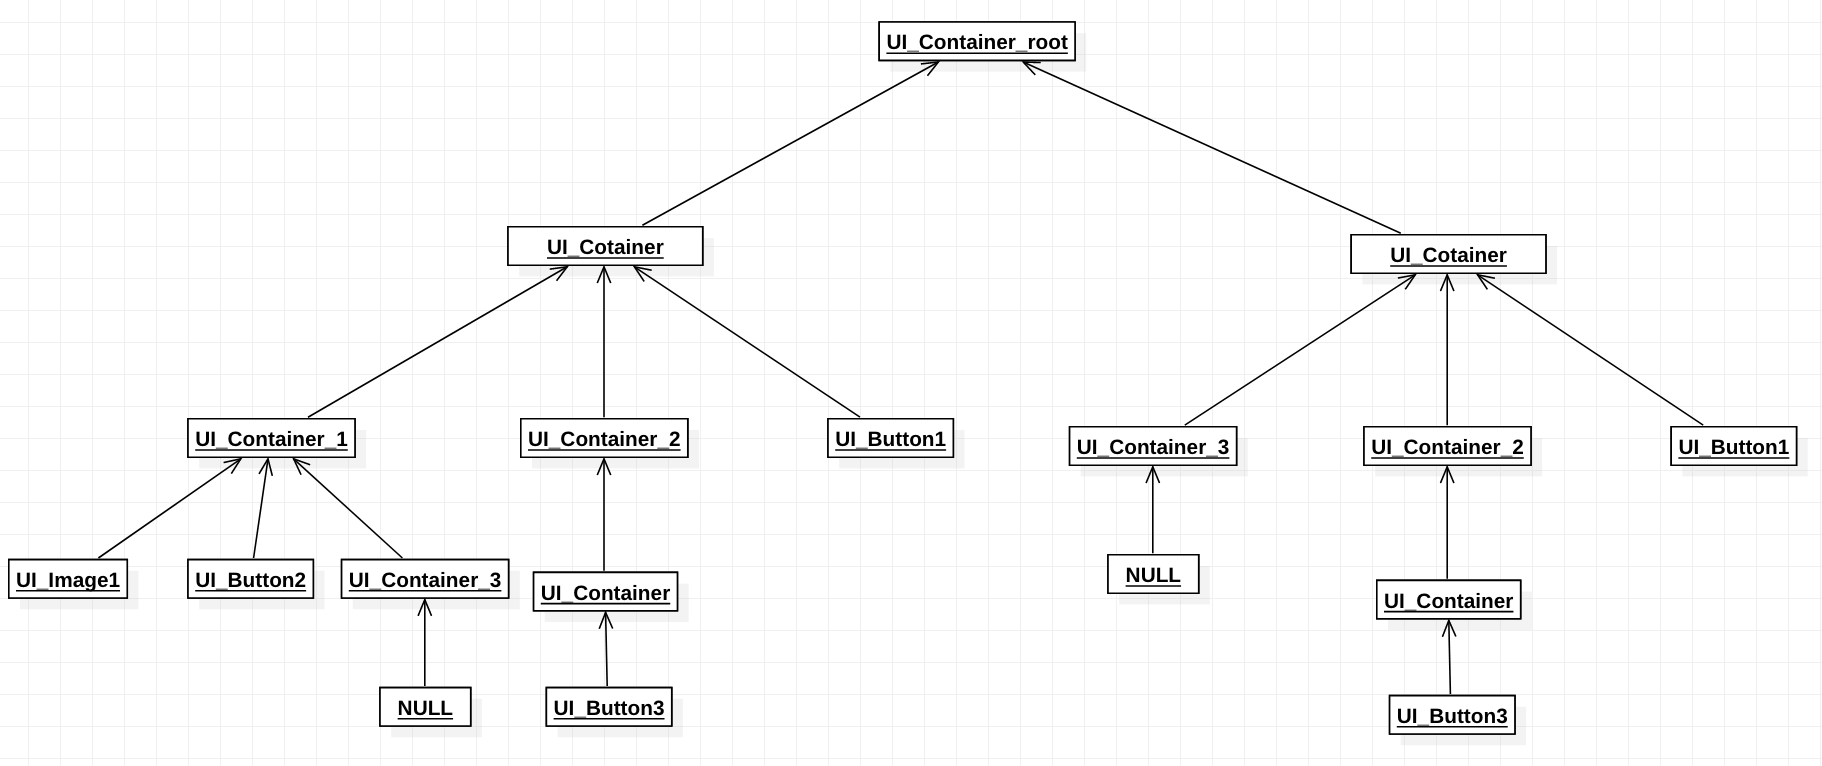 UI_Container_root
UI_Cotainer
UI_Cotainer
UI_Container_1
UI_Container_2
UI_Button1
UI_Container_3
UI_Container_2
UI_Button1
UI_Image1
UI_Button2
UI_Container_3
UI_Container
NULL
UI_Container
NULL
UI_Button3
UI_Button3